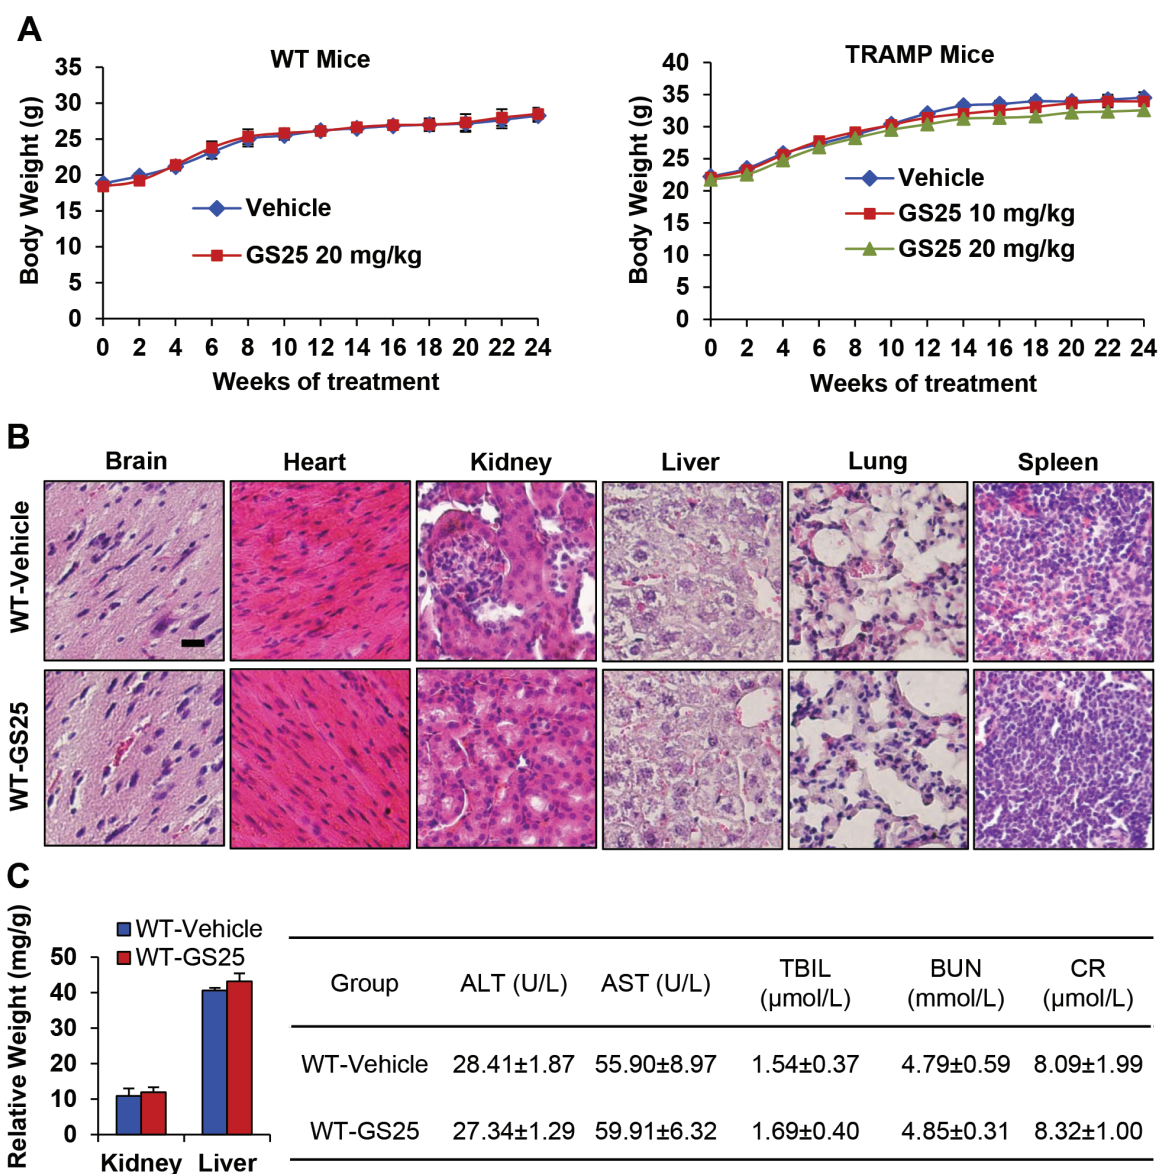 A
WT Mice
Body Weight (g)
35
30
25
20
15
10
5
0
Vehicle
GS25 20 mg/kg
0 2 4 6 8 10 12 14 16 18 20 22 24
Weeks of treatment
TRAMP Mice
Body Weight (g)
40
35
30
25
20
15
10
5
0
Vehicle
GS25 10 mg/kg
GS25 20 mg/kg
0 2 4 6 8 10 12 14 16 18 20 22 24
Weeks of treatment
B
Brain Heart Kidney Liver Lung Spleen
WT-Vehicle
WT-GS25
C
Relative Weight (mg/g)
WT-Vehicle
WT-GS25
50
40
30
20
10
0
Kidney Liver
Group ALT (U/L) AST (U/L) TBIL (µmol/L) BUN (mmol/L) CR (µmol/L)
WT-Vehicle 28.41±1.87 55.90±8.97 1.54±0.37 4.79±0.59 8.09±1.99
WT-GS25 27.34±1.29 59.91±6.32 1.69±0.40 4.85±0.31 8.32±1.00